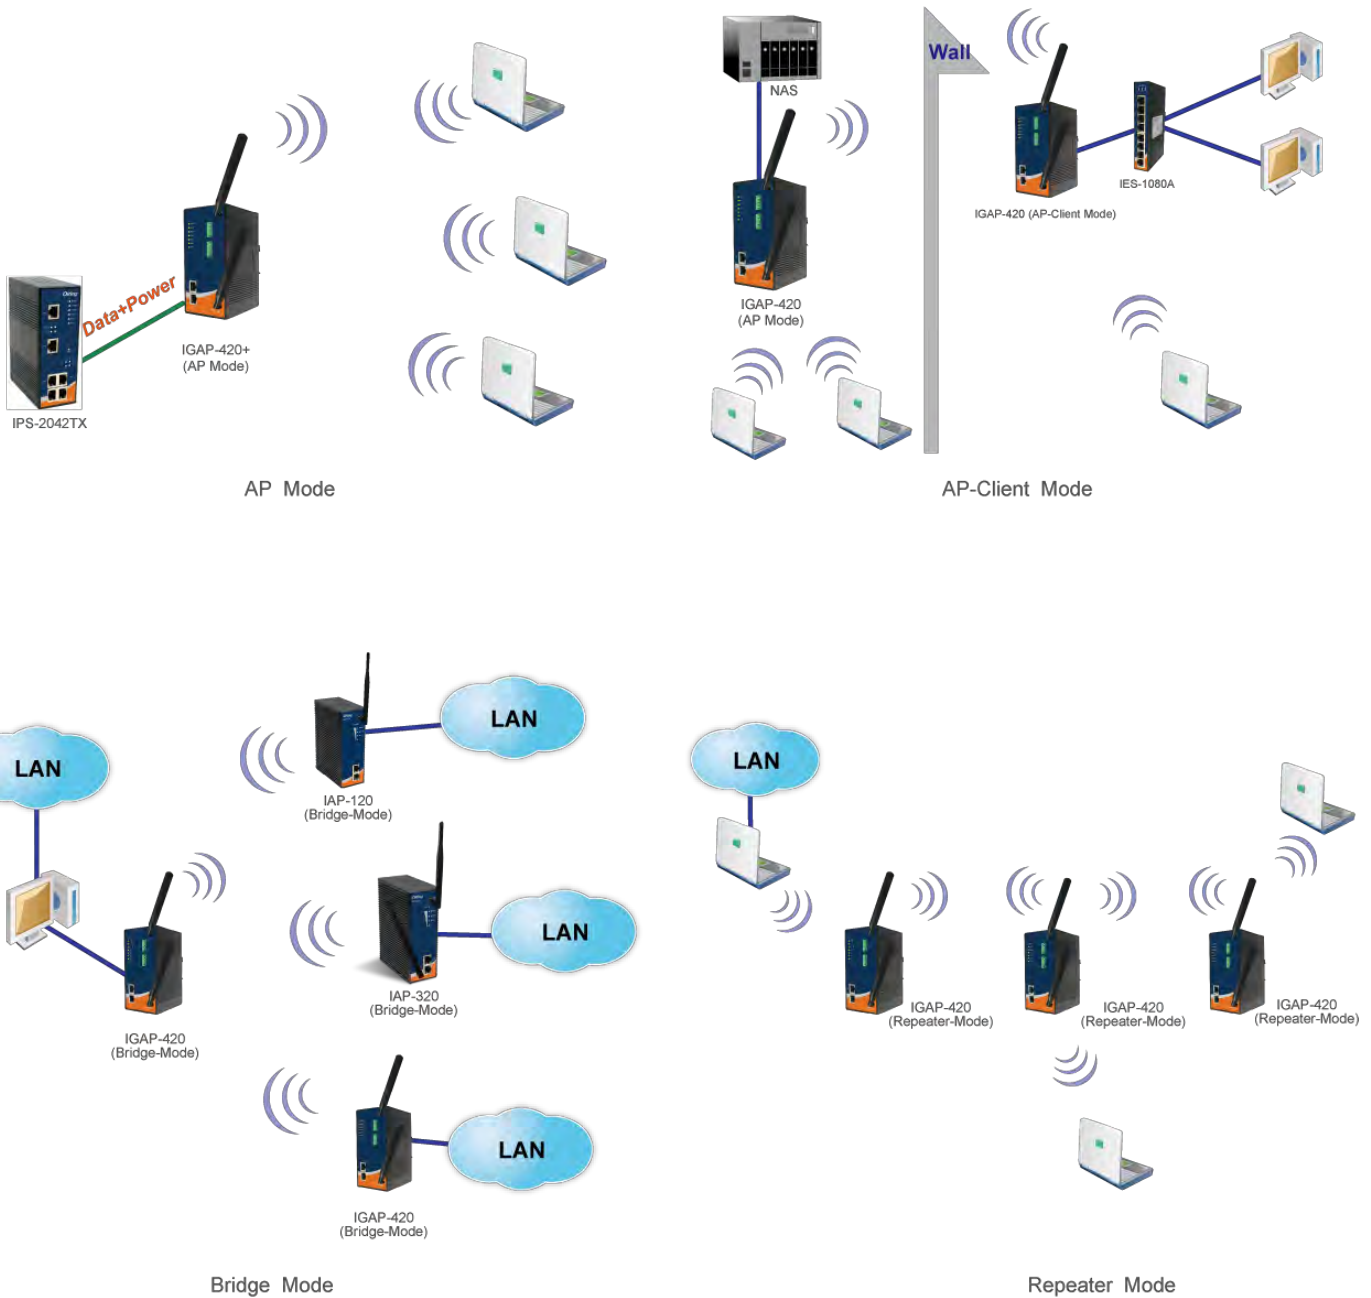 Data+Power
IGAP-420+
(AP Mode)
IPS-2042TX
AP Mode
NAS
IGAP-420
(AP Mode)
Wall
IGAP-420 (AP-Client Mode)
IES-1080A
AP-Client Mode
LAN
IGAP-420
(Bridge-Mode)
LAN
IAP-120
(Bridge-Mode)
LAN
IAP-320
(Bridge-Mode)
LAN
IGAP-420
(Bridge-Mode)
Bridge Mode
LAN
IGAP-420
(Repeater-Mode)
IGAP-420
(Repeater-Mode)
IGAP-420
(Repeater-Mode)
Repeater Mode